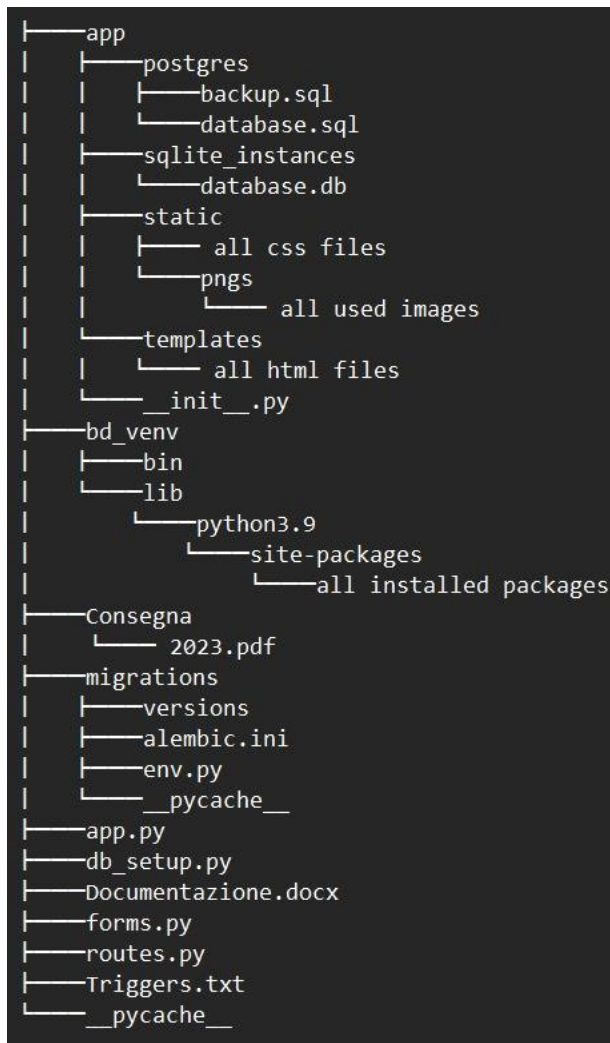 ├────app
│    ├────postgres
│    │    ├────backup.sql
│    │    └────database.sql
│    ├────sqlite_instances
│    │    └────database.db
│    ├────static
│    │    ├──── all css files
│    │    └────pngs
│    │         └──── all used images
│    └────templates
│    │    └──── all html files
│    └────__init__.py
├────bd_venv
│    ├────bin
│    └────lib
│         └────python3.9
│              └────site-packages
│                   └────all installed packages
├────Consegna
│     └──── 2023.pdf
├────migrations
│    ├────versions
│    ├────alembic.ini
│    ├────env.py
│    └────__pycache__
├────app.py
├────db_setup.py
├────Documentazione.docx
├────forms.py
├────routes.py
├────Triggers.txt
└────__pycache__